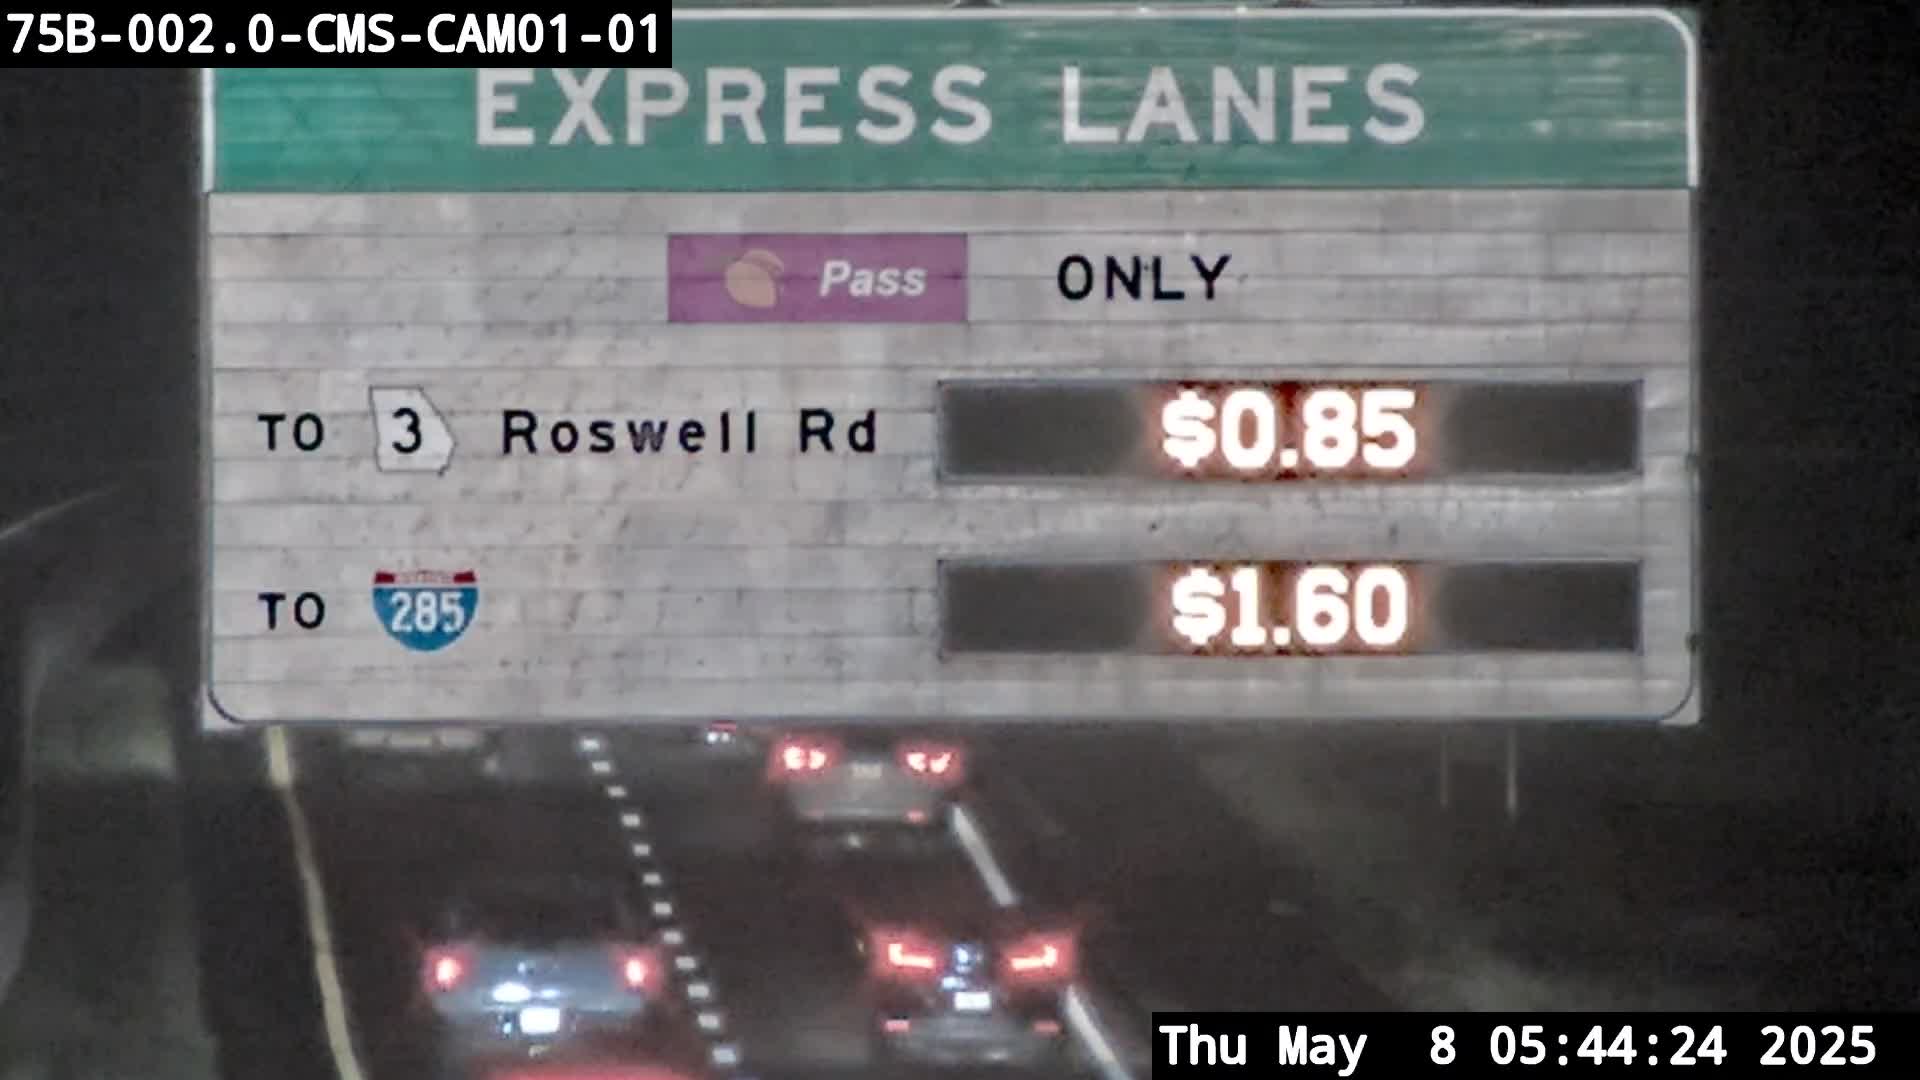 75B-002.0-CMS-CAM01-01
EXPRESS LANES
Pass ONLY
TO 3 Roswell Rd $0.85
TO 285 $1.60
Thu May 8 05:44:24 2025